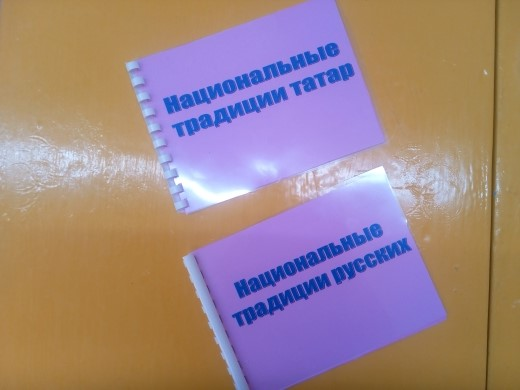 Национальные
традиции татар
Национальные
традиции русских